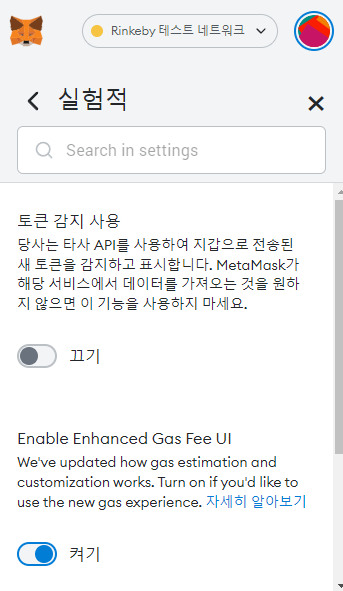 Rinkeby 테스트 네트워크
실험적
Search in settings
토큰 감지 사용
당사는 타사 API를 사용하여 지갑으로 전송된
새 토큰을 감지하고 표시합니다. MetaMask가
해당 서비스에서 데이터를 가져오는 것을 원하
지 않으면 이 기능을 사용하지 마세요.
끄기
Enable Enhanced Gas Fee UI
We've updated how gas estimation and
customization works. Turn on if you'd like to
use the new gas experience. 자세히 알아보기
켜기